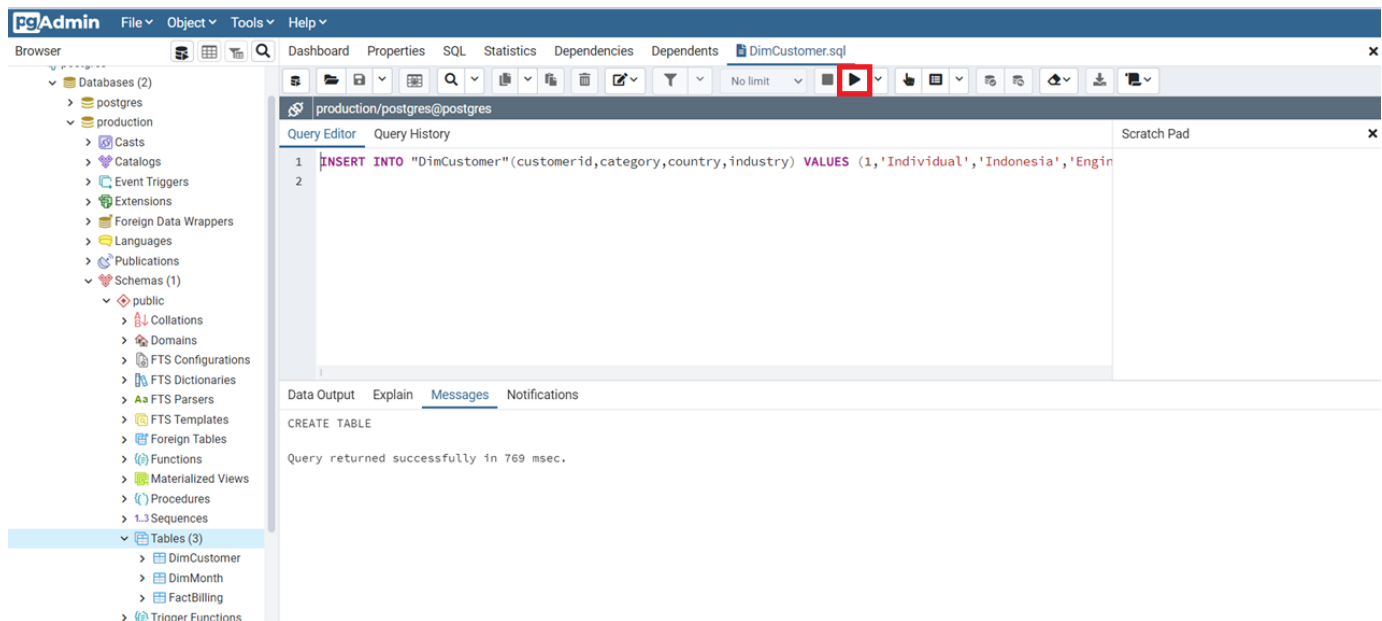 pgAdmin File Object Tools Help
Browser
Dashboard Properties SQL Statistics Dependencies Dependents DimCustomer.sql
Databases (2)
postgres
production
Casts
Catalogs
Event Triggers
Extensions
Foreign Data Wrappers
Languages
Publications
Schemas (1)
public
Collations
Domains
FTS Configurations
FTS Dictionaries
FTS Parsers
FTS Templates
Foreign Tables
Functions
Materialized Views
Procedures
1..3 Sequences
Tables (3)
DimCustomer
DimMonth
FactBilling
Trigger Functions
No limit
production/postgres@postgres
Query Editor Query History
Scratch Pad
1 INSERT INTO "DimCustomer"(customerid,category,country,industry) VALUES (1,'Individual','Indonesia','Engin
2
Data Output Explain Messages Notifications
CREATE TABLE
Query returned successfully in 769 msec.